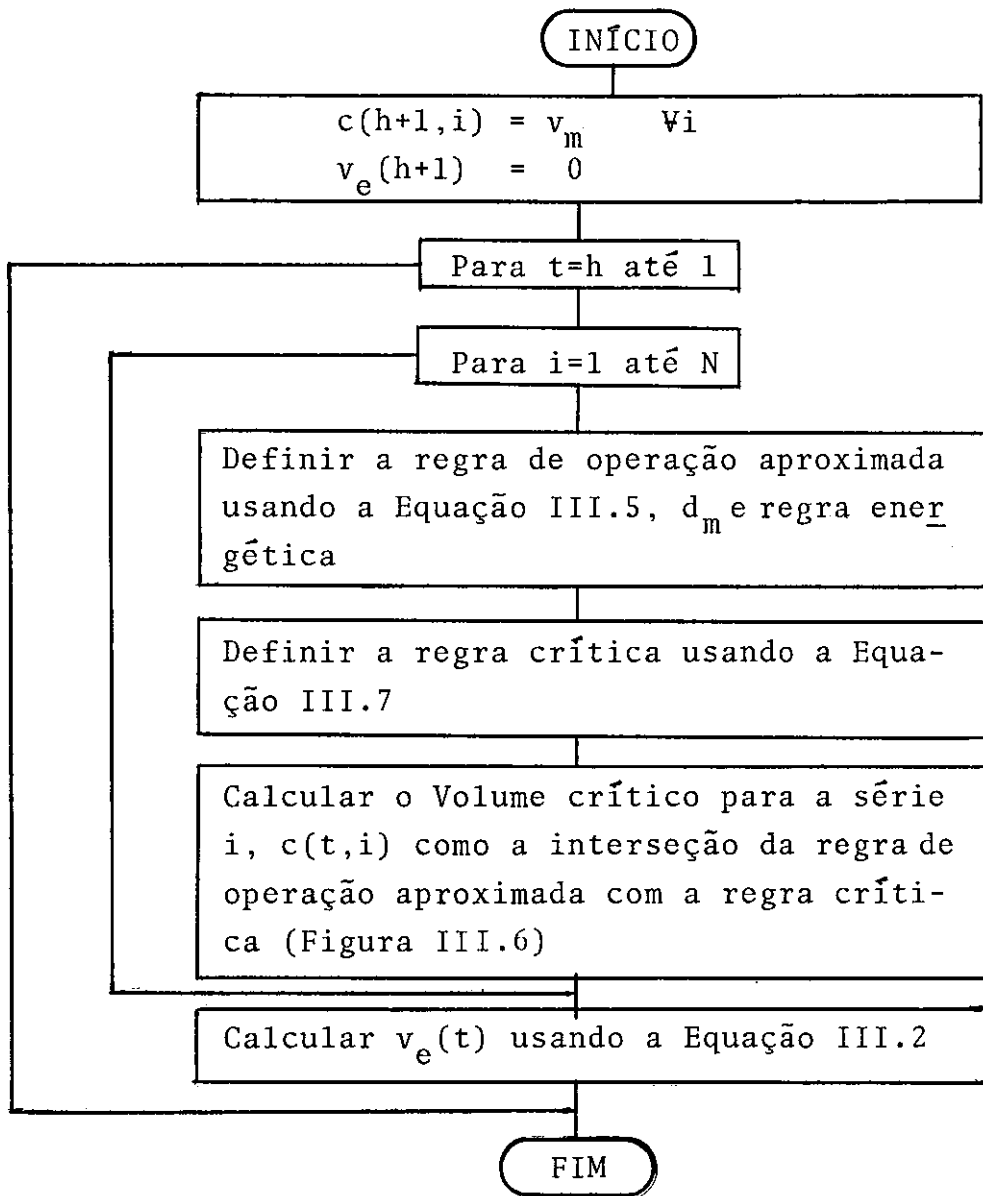 INÍCIO
c(h+1,i) = v_m ∀i
v_e(h+1) = 0
Para t=h até 1
Para i=1 até N
Definir a regra de operação aproximada
usando a Equação III.5, d_m e regra ener
gética
Definir a regra crítica usando a Equa-
ção III.7
Calcular o Volume crítico para a série
i, c(t,i) como a interseção da regra de
operação aproximada com a regra críti-
ca (Figura III.6)
Calcular v_e(t) usando a Equação III.2
FIM